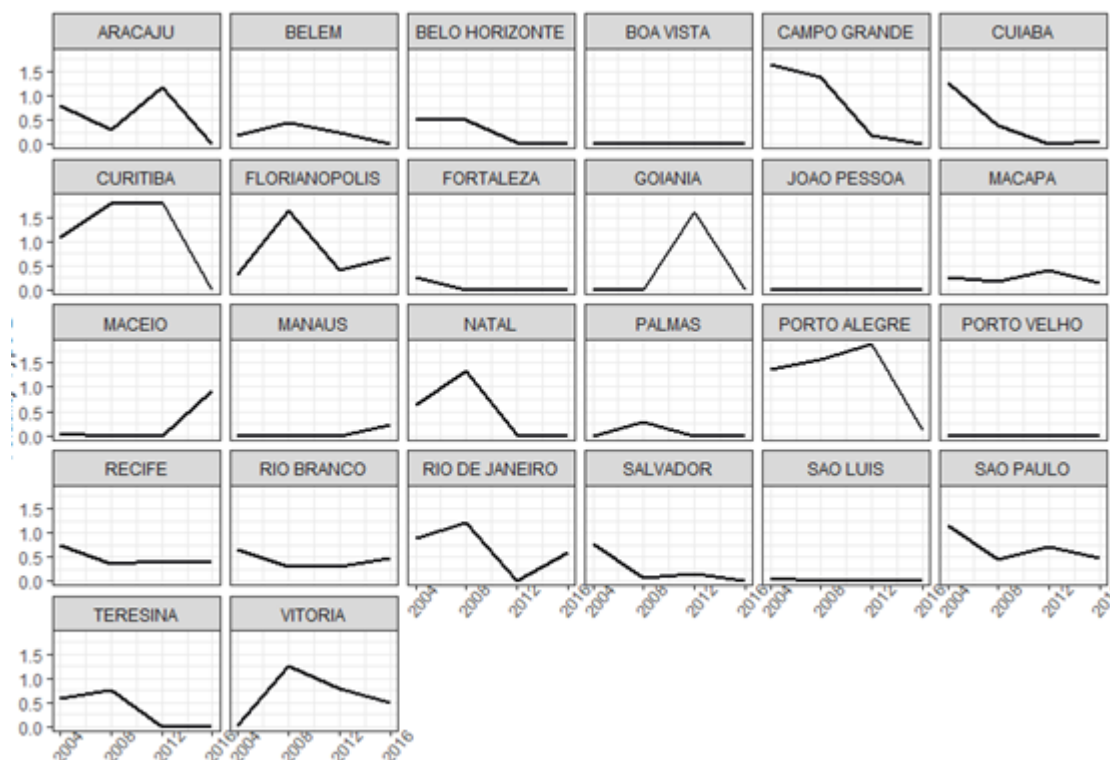 ARACAJU BELEM BELO HORIZONTE BOA VISTA CAMPO GRANDE CUIABA
1.5
1.0
0.5
0.0
CURITIBA FLORIANOPOLIS FORTALEZA GOIANIA JOAO PESSOA MACAPA
1.5
1.0
0.5
0.0
MACEIO MANAUS NATAL PALMAS PORTO ALEGRE PORTO VELHO
1.5
1.0
0.5
0.0
RECIFE RIO BRANCO RIO DE JANEIRO SALVADOR SAO LUIS SAO PAULO
1.5
1.0
0.5
0.0
2004 2008 2012 2016 2004 2008 2012 2016 2004 2008 2012 2016 2004 2008 2012
TERESINA VITORIA
1.5
1.0
0.5
0.0
2004 2008 2012 2016 2004 2008 2012 2016